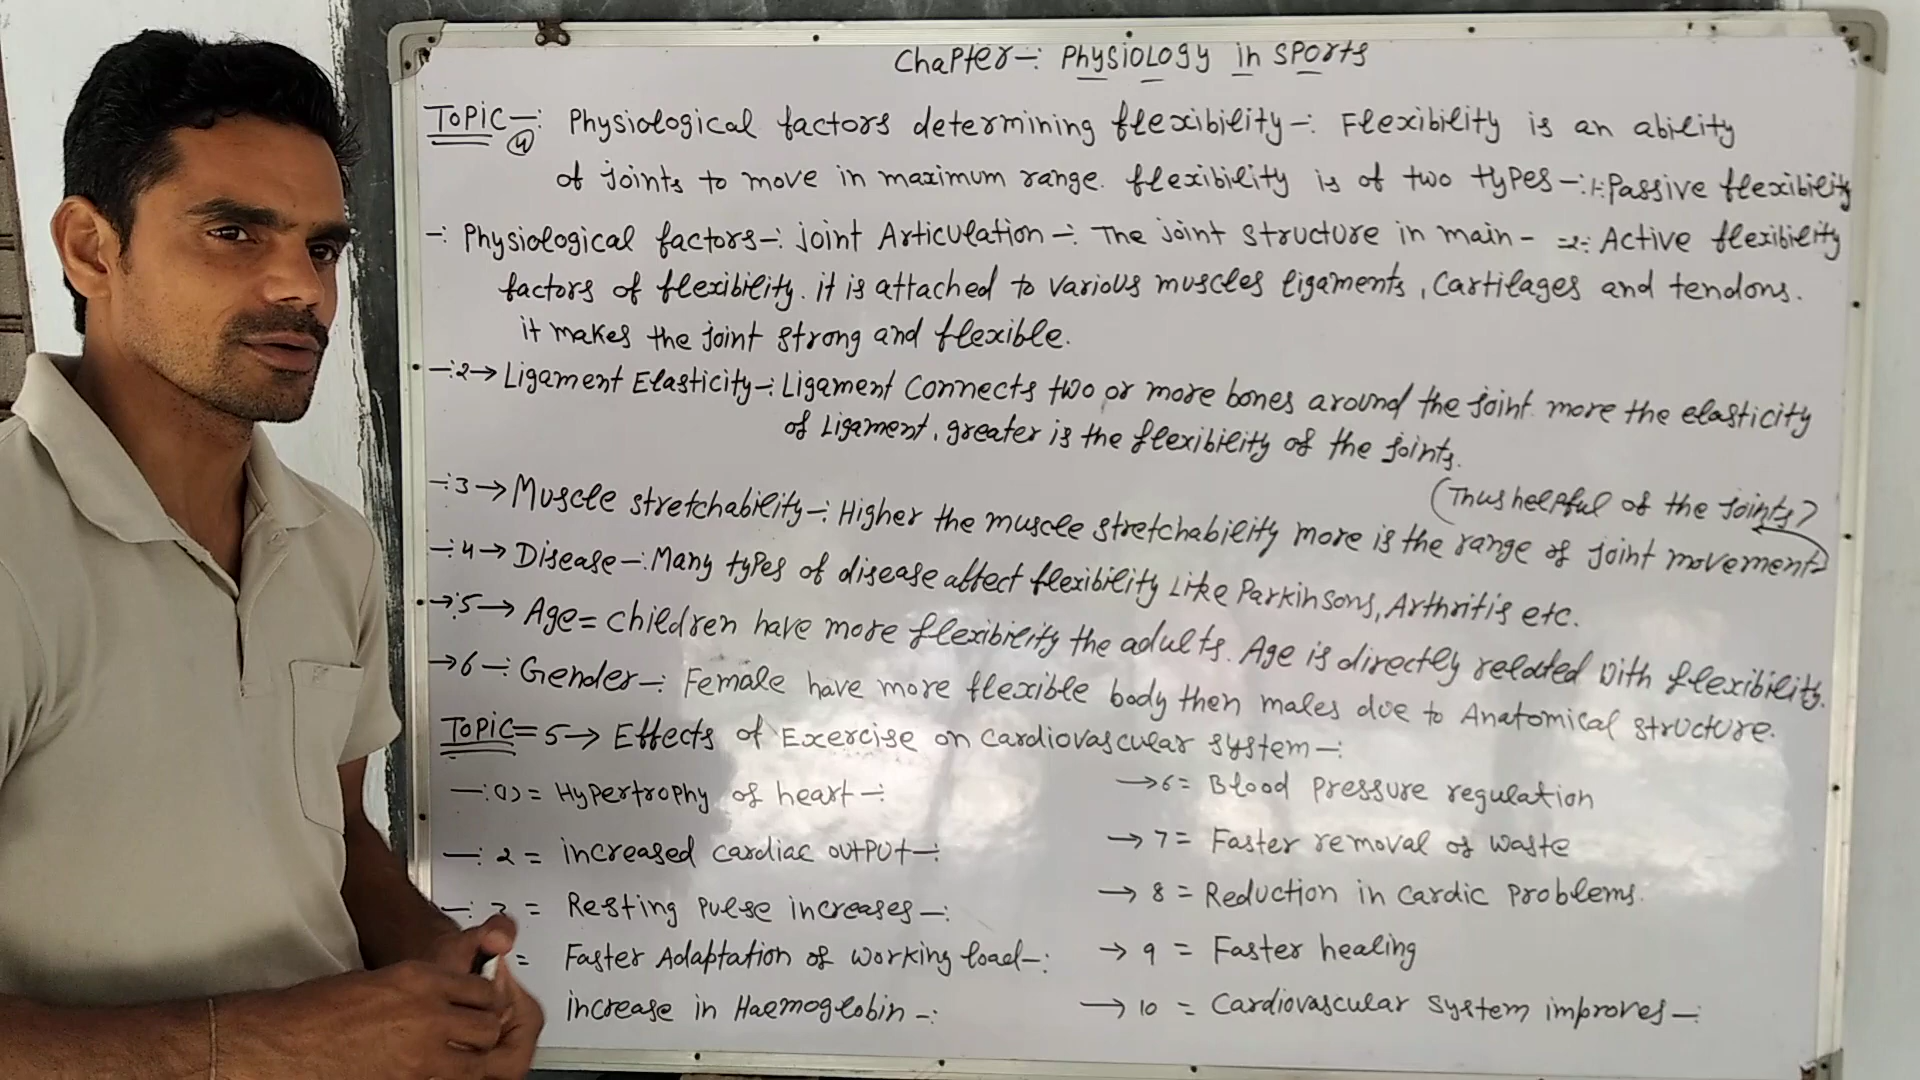 Chapter-: Physiology in sports
Topic-: Physiological factors determining flexibility-: Flexibility is an ability
4
of joints to move in maximum range. flexibility is of two types-: 1-: Passive flexibility
-: Physiological factors-: joint Articulation-: The joint structure in main- =2-: Active flexibility
factors of flexibility. it is attached to various muscles ligaments, cartilages and tendons.
it makes the joint strong and flexible.
-:2→ Ligament Elasticity-: Ligament connects two or more bones around the joint. more the elasticity
of Ligament, greater is the flexibility of the joints.
(Thus helpful of the joints)
-:3→ Muscle stretchability-: Higher the muscle stretchability more is the range of joint movement
-:4→ Disease-: Many types of disease affect flexibility Like Parkinsons, Arthritis etc.
→:5→ Age= children have more flexibility the adults. Age is directly related with flexibility.
→6-: Gender-: Female have more flexible body then males due to Anatomical structure.
Topic=5→ Effects of Exercise on cardiovascular system-:
-:1)= Hypertrophy of heart-:
-:2= increased cardiac output-:
-:3= Resting pulse increases-:
= Faster Adaptation of working load-:
increase in Haemoglobin-:
→6= Blood pressure regulation
→7= Faster removal of waste
→8= Reduction in cardic problems.
→9= Faster healing
→10= Cardiovascular system improves-: